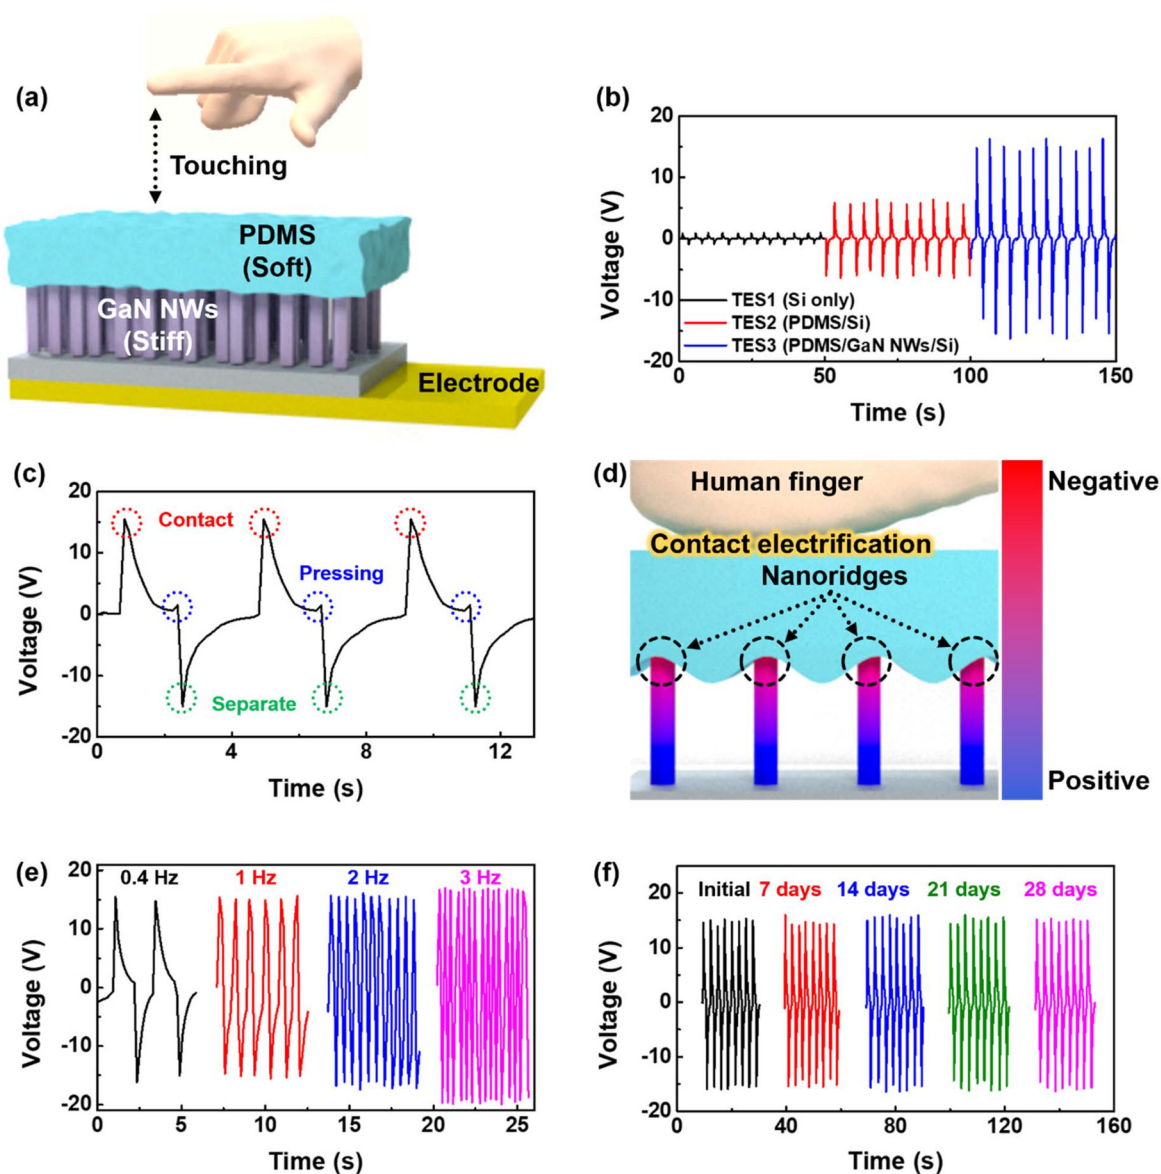 (a)
Touching
PDMS
(Soft)
GaN NWs
(Stiff)
Electrode
(b)
20
10
0
-10
-20
Voltage (V)
TES1 (Si only)
TES2 (PDMS/Si)
TES3 (PDMS/GaN NWs/Si)
0 50 100 150
Time (s)
(c)
20
10
0
-10
-20
Voltage (V)
Contact
Pressing
Separate
0 4 8 12
Time (s)
(d)
Human finger
Contact electrification
Nanoridges
Negative
Positive
(e)
20
10
0
-10
-20
Voltage (V)
0.4 Hz 1 Hz 2 Hz 3 Hz
0 5 10 15 20 25
Time (s)
(f)
20
10
0
-10
-20
Voltage (V)
Initial 7 days 14 days 21 days 28 days
0 40 80 120 160
Time (s)